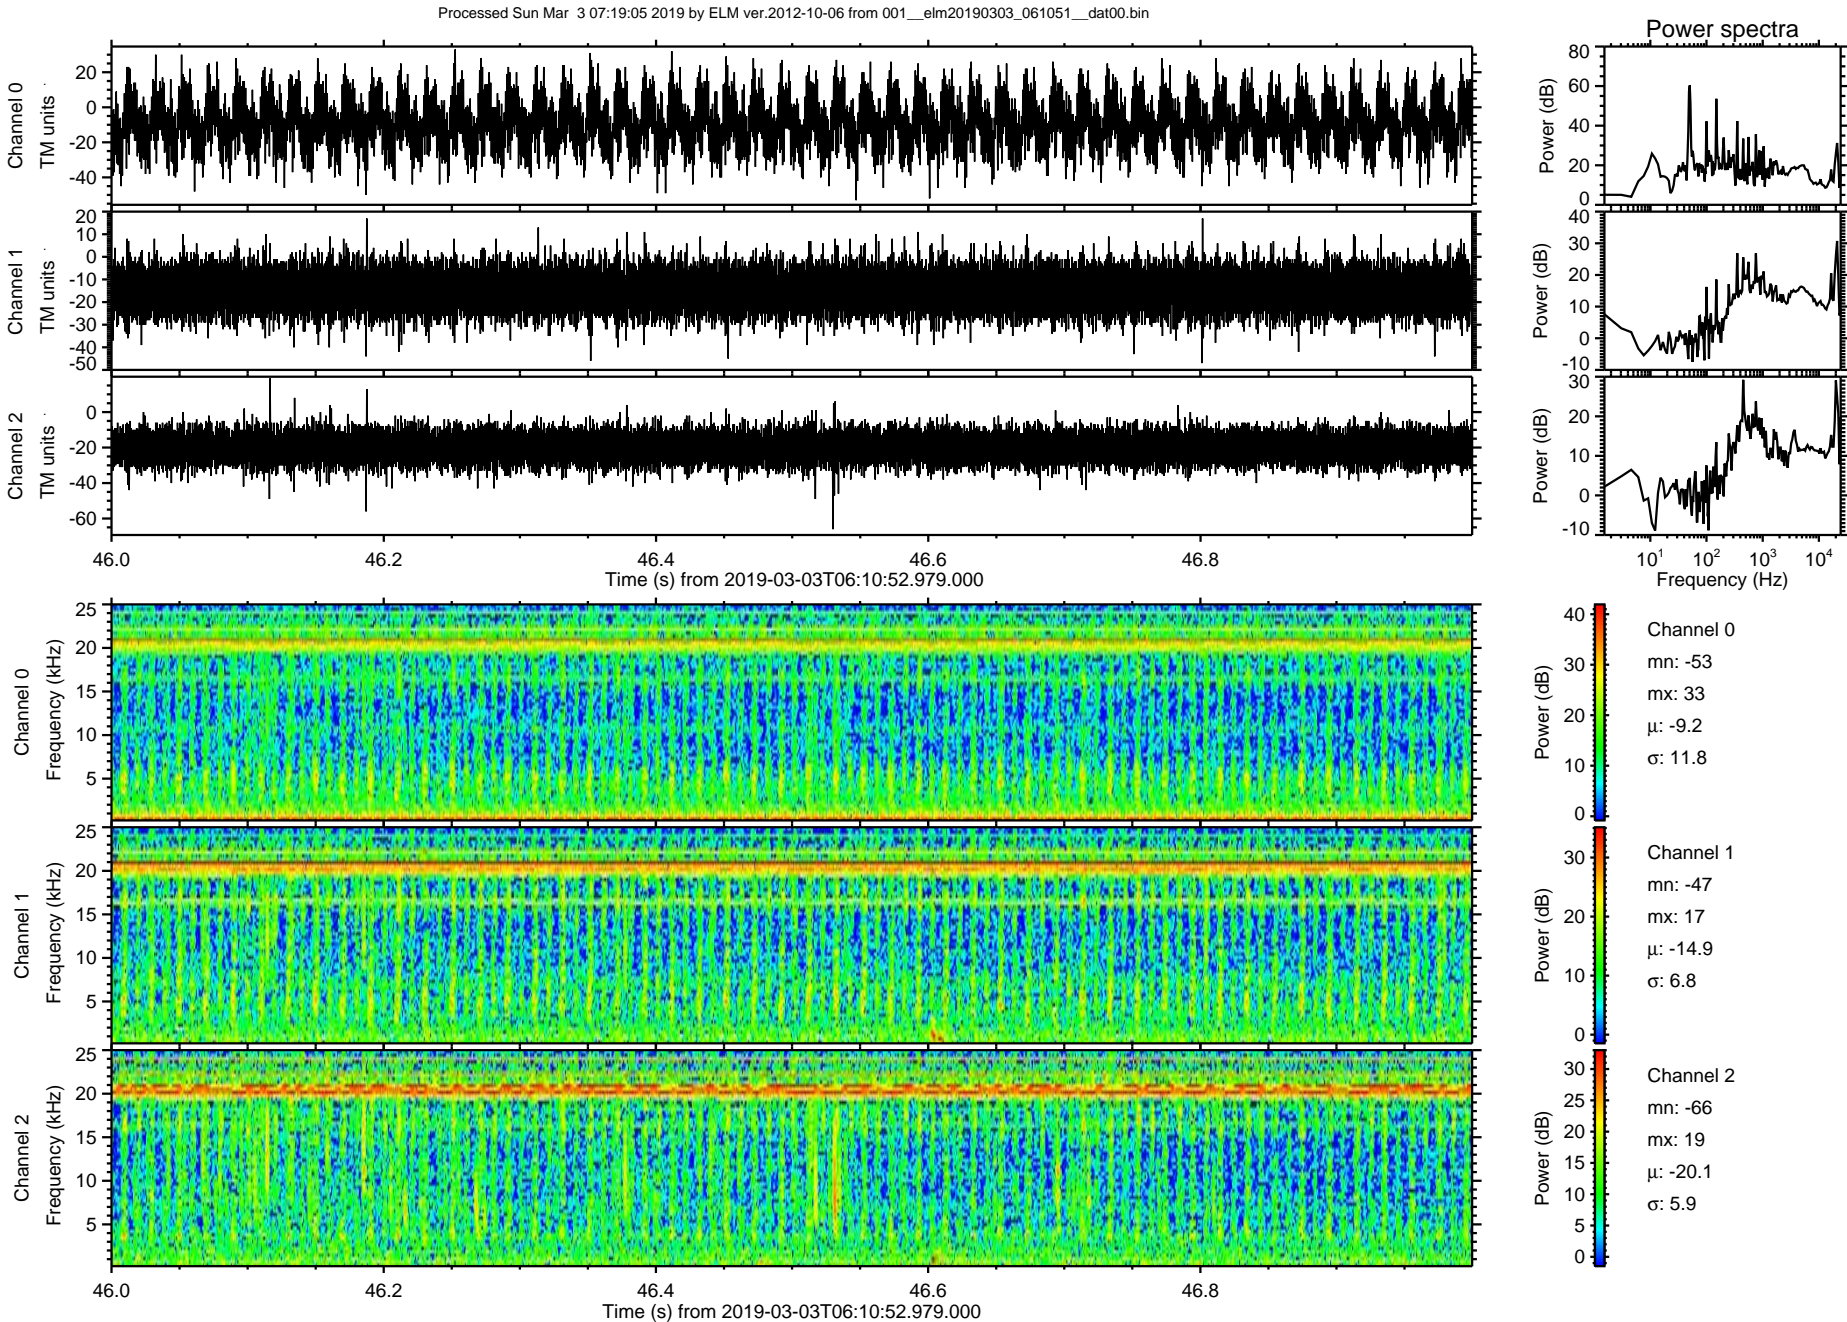 Processed Sun Mar  3 07:19:05 2019 by ELM ver.2012-10-06 from 001__elm20190303_061051__dat00.bin
Power spectra
Channel 0
TM units
20
0
-20
-40
Power (dB)
80
60
40
20
0
Channel 1
TM units
20
10
0
-10
-20
-30
-40
-50
Power (dB)
40
30
20
10
0
-10
Channel 2
TM units
0
-20
-40
-60
Power (dB)
30
20
10
0
-10
46.0 46.2 46.4 46.6 46.8
Time (s) from 2019-03-03T06:10:52.979.000
10^1 10^2 10^3 10^4
Frequency (Hz)
Channel 0
Frequency (kHz)
25
20
15
10
5
Power (dB)
40
30
20
10
0
Channel 0
mn: -53
mx: 33
μ: -9.2
σ: 11.8
Channel 1
Frequency (kHz)
25
20
15
10
5
Power (dB)
30
20
10
0
Channel 1
mn: -47
mx: 17
μ: -14.9
σ: 6.8
Channel 2
Frequency (kHz)
25
20
15
10
5
Power (dB)
30
25
20
15
10
5
0
Channel 2
mn: -66
mx: 19
μ: -20.1
σ: 5.9
46.0 46.2 46.4 46.6 46.8
Time (s) from 2019-03-03T06:10:52.979.000